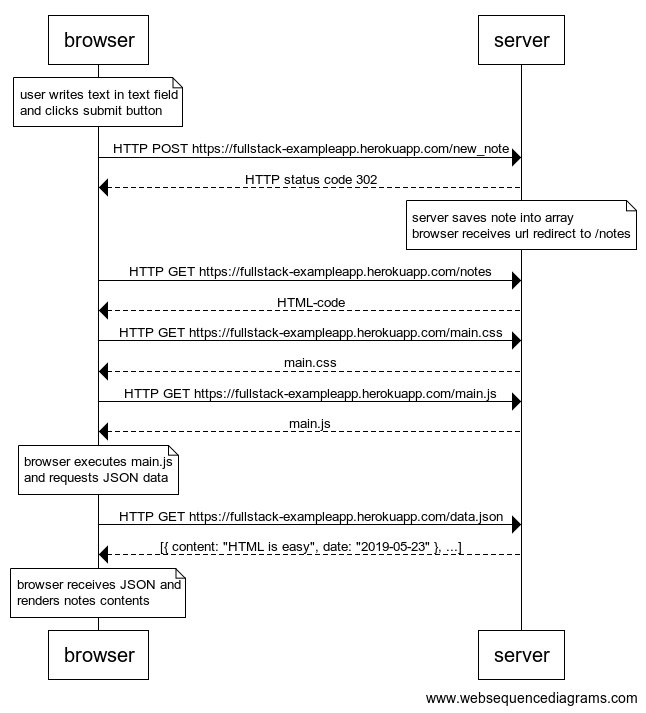 browser
server
user writes text in text field
and clicks submit button
HTTP POST https://fullstack-exampleapp.herokuapp.com/new_note
HTTP status code 302
server saves note into array
browser receives url redirect to /notes
HTTP GET https://fullstack-exampleapp.herokuapp.com/notes
HTML-code
HTTP GET https://fullstack-exampleapp.herokuapp.com/main.css
main.css
HTTP GET https://fullstack-exampleapp.herokuapp.com/main.js
main.js
browser executes main.js
and requests JSON data
HTTP GET https://fullstack-exampleapp.herokuapp.com/data.json
[{ content: "HTML is easy", date: "2019-05-23" }, ...]
browser receives JSON and
renders notes contents
browser
server
www.websequencediagrams.com